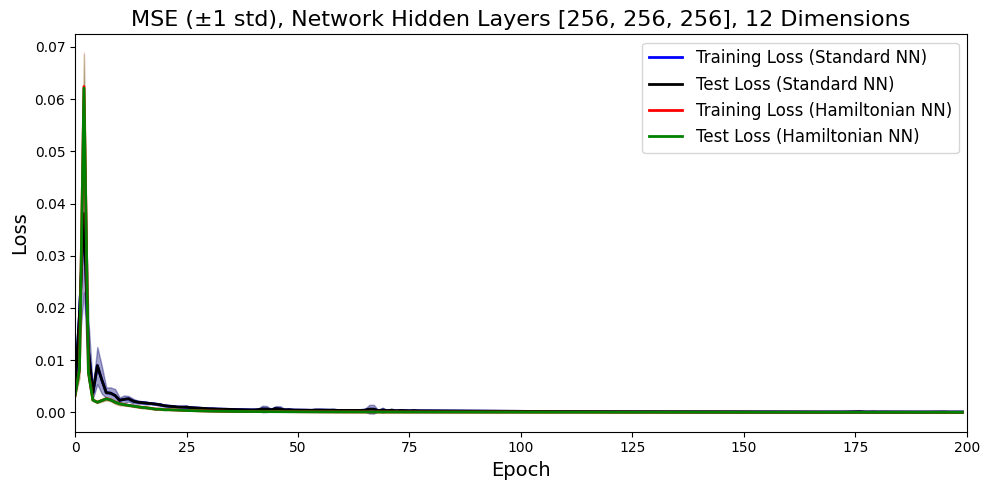 MSE (±1 std), Network Hidden Layers [256, 256, 256], 12 Dimensions
Training Loss (Standard NN)
Test Loss (Standard NN)
Training Loss (Hamiltonian NN)
Test Loss (Hamiltonian NN)
Loss
0.07
0.06
0.05
0.04
0.03
0.02
0.01
0.00
0 25 50 75 100 125 150 175 200
Epoch